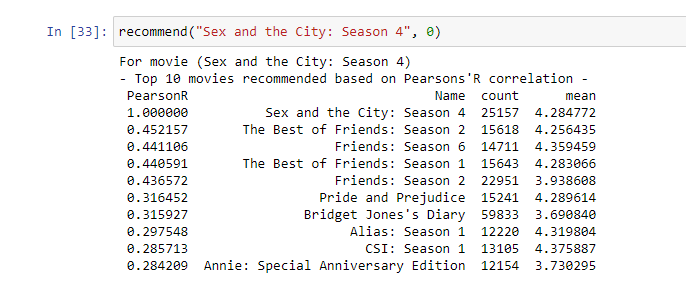 In [33]: recommend("Sex and the City: Season 4", 0)
For movie (Sex and the City: Season 4)
- Top 10 movies recommended based on Pearsons'R correlation -
PearsonR Name count mean
1.000000 Sex and the City: Season 4 25157 4.284772
0.452157 The Best of Friends: Season 2 15618 4.256435
0.441106 Friends: Season 6 14711 4.359459
0.440591 The Best of Friends: Season 1 15643 4.283066
0.436572 Friends: Season 2 22951 3.938608
0.316452 Pride and Prejudice 15241 4.289614
0.315927 Bridget Jones's Diary 59833 3.690840
0.297548 Alias: Season 1 12220 4.319804
0.285713 CSI: Season 1 13105 4.375887
0.284209 Annie: Special Anniversary Edition 12154 3.730295